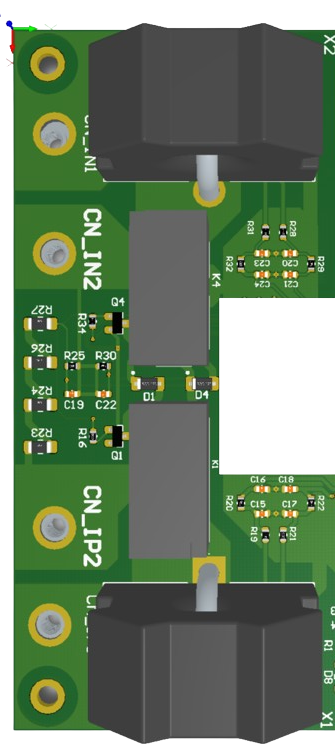 X2
CN_IN1
R31
R28
CN_IN2
R32
C23
C20
R29
C24
C21
K4
R27
Q4
R34
R26
R25
R30
D1
D4
R24
C19
C22
R23
R16
Q1
K1
C16
C18
CN_IP2
R20
C15
C17
R22
R19
R21
R1
D8
X1